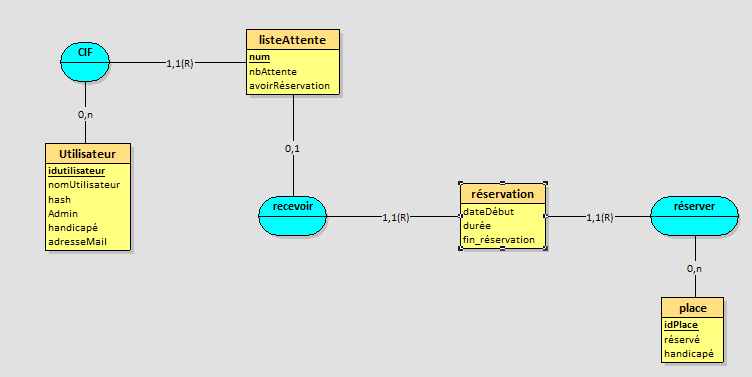 CIF
1,1(R)
listeAttente
num
nbAttente
avoirRéservation
0,n
Utilisateur
idutilisateur
nomUtilisateur
hash
Admin
handicapé
adresseMail
0,1
recevoir
1,1(R)
réservation
dateDébut
durée
fin_réservation
1,1(R)
réserver
0,n
place
idPlace
réservé
handicapé